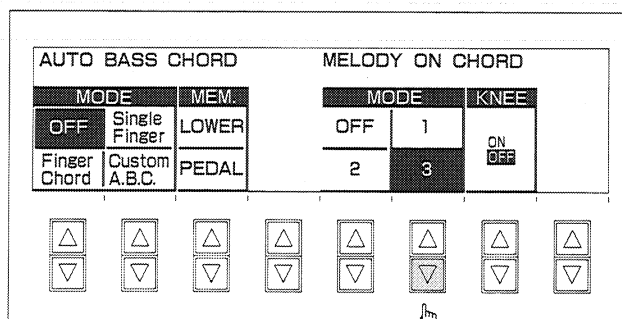 AUTO BASS CHORD
MELODY ON CHORD
MODE
MEM.
MODE
KNEE
OFF
Single Finger
LOWER
OFF
1
ON
OFF
Finger Chord
Custom A.B.C.
PEDAL
2
3